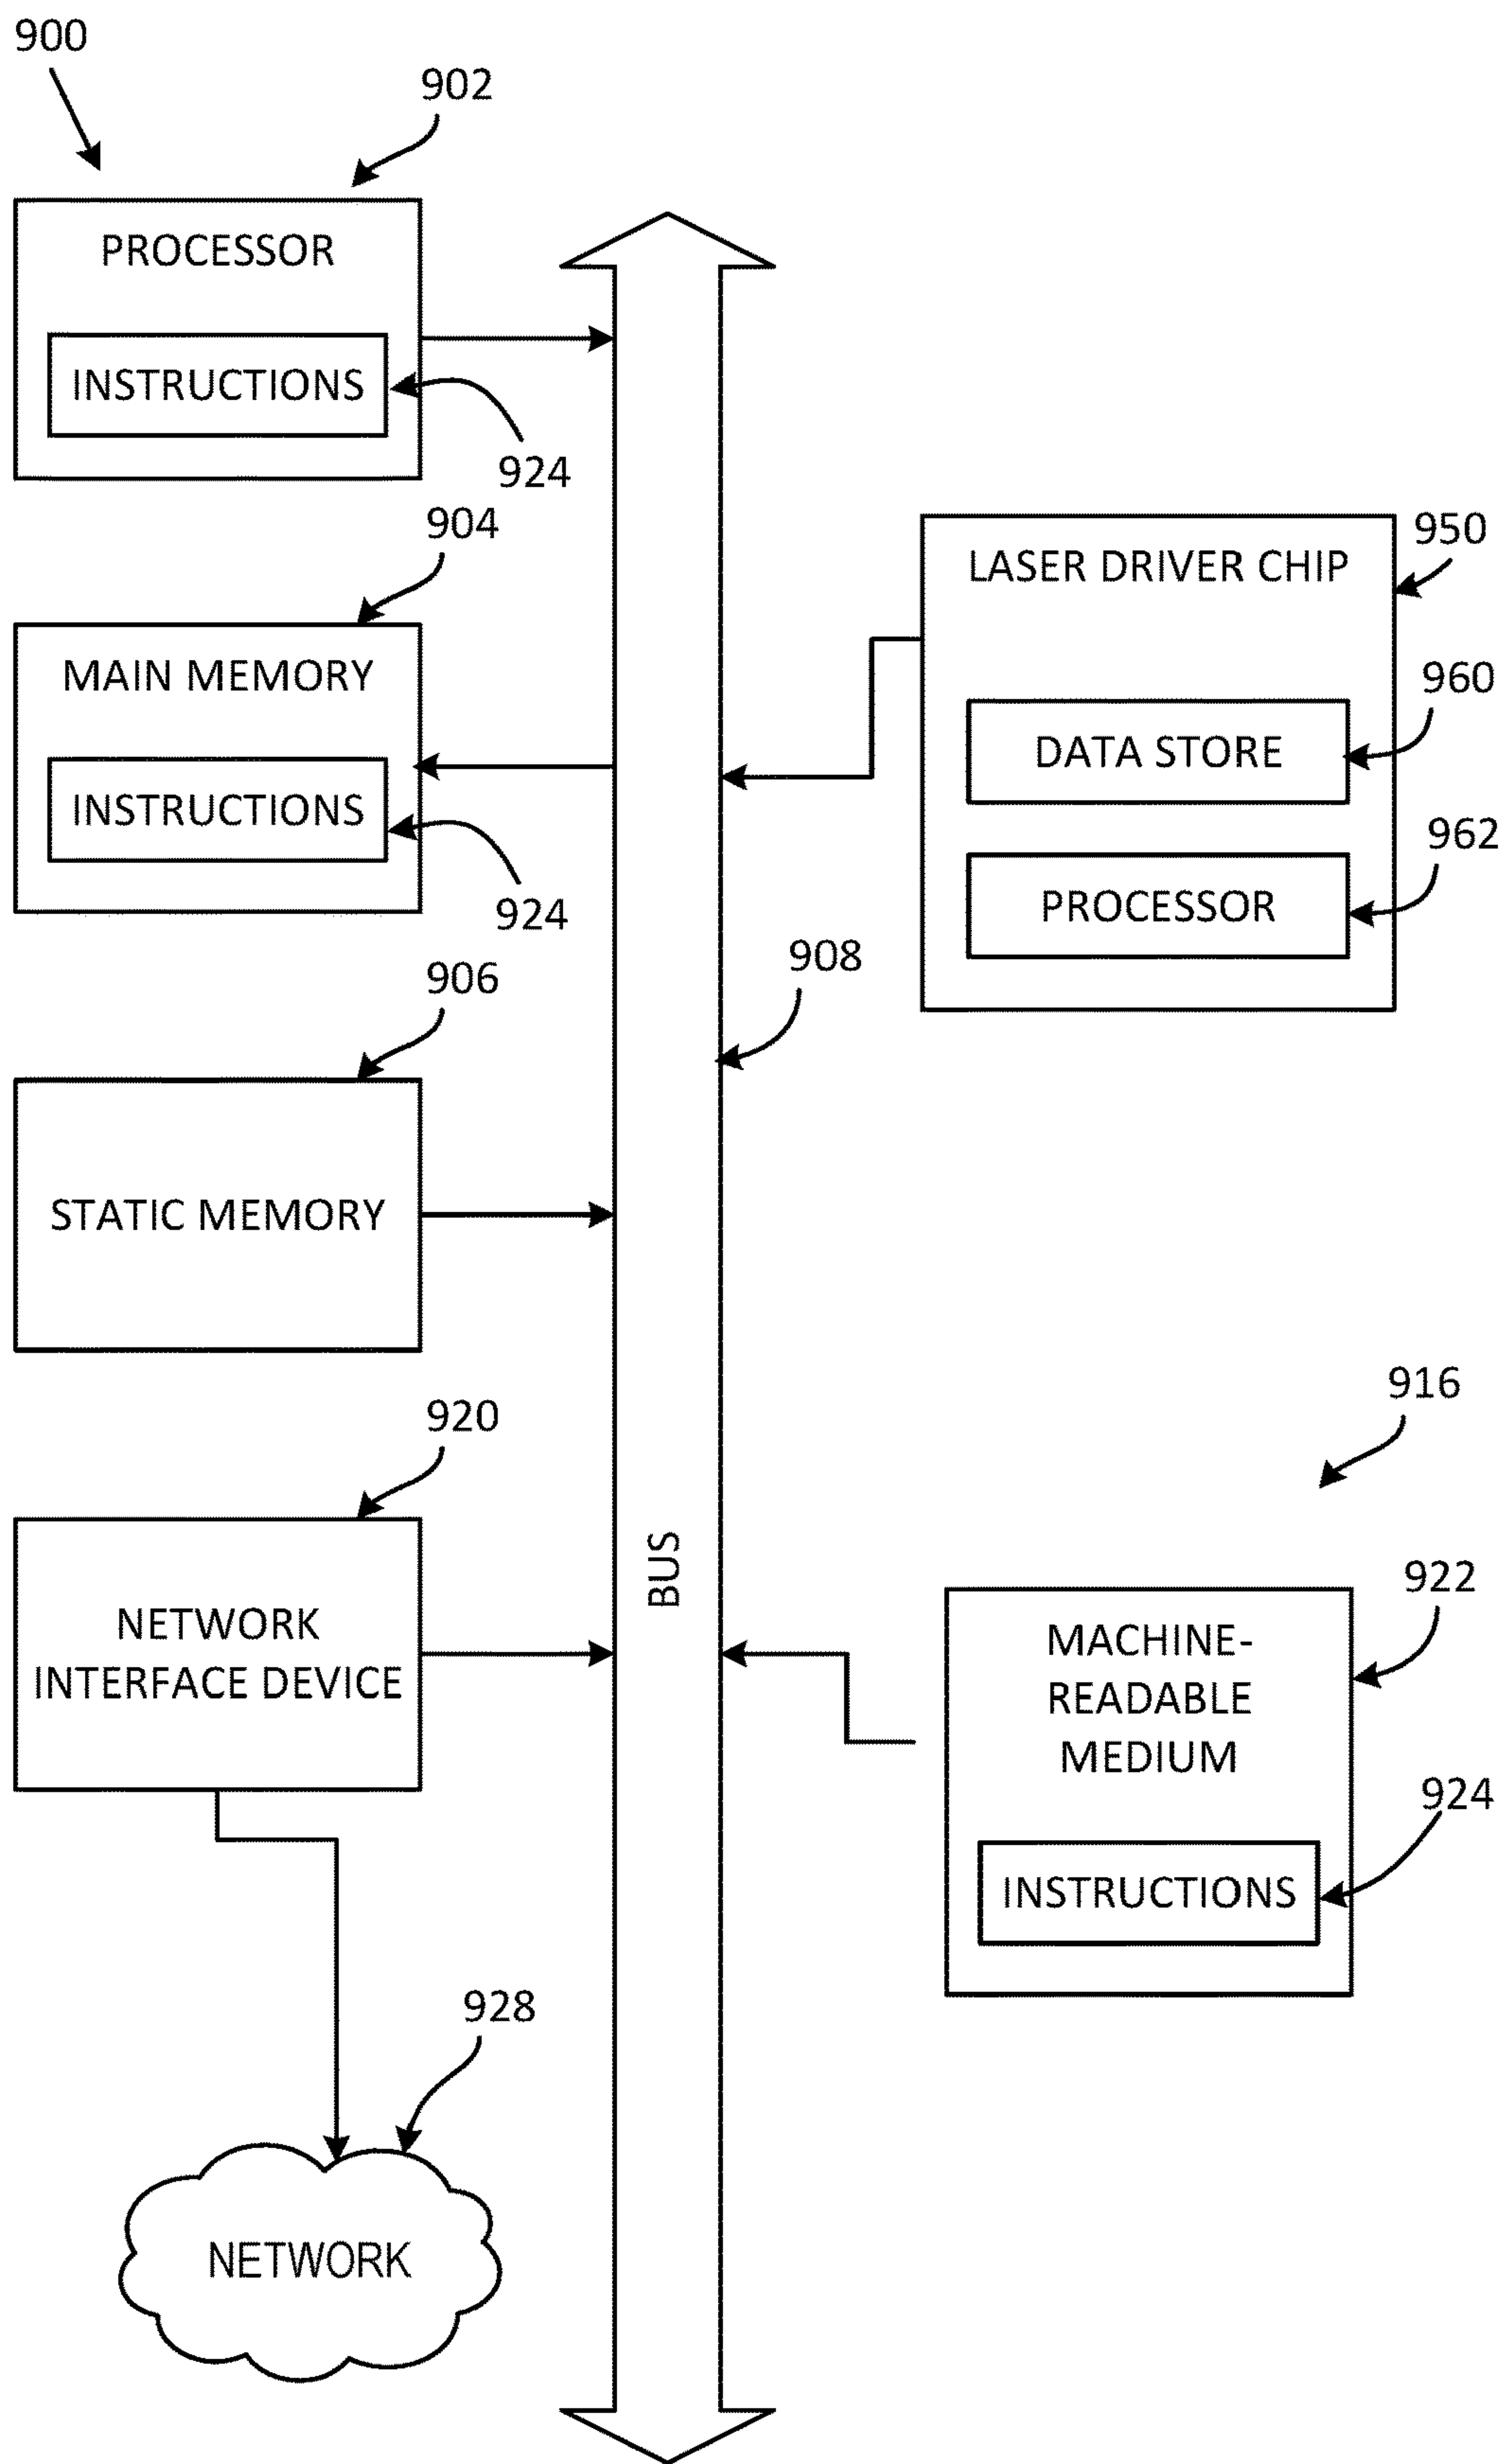 900
902
PROCESSOR
INSTRUCTIONS
924
904
MAIN MEMORY
INSTRUCTIONS
924
906
STATIC MEMORY
920
NETWORK
INTERFACE DEVICE
928
NETWORK
BUS
908
950
LASER DRIVER CHIP
960
DATA STORE
962
PROCESSOR
916
922
MACHINE-
READABLE
MEDIUM
924
INSTRUCTIONS